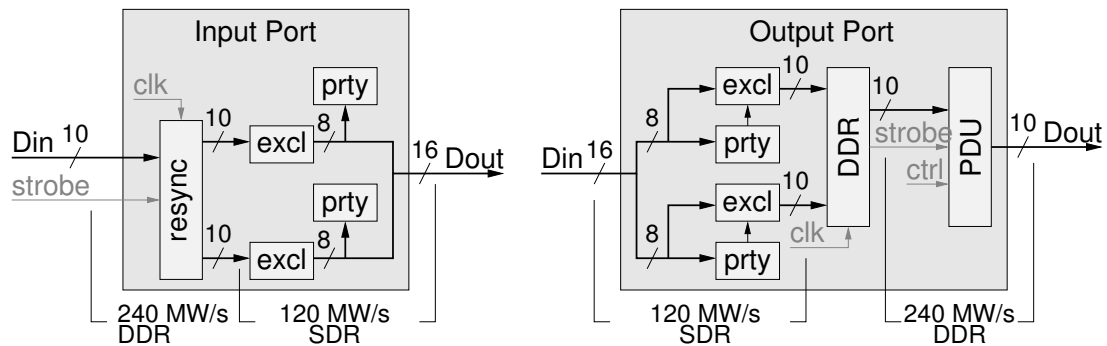 Input Port
clk
10
prty
excl
8
Din
10
strobe
resync
16
Dout
prty
10
excl
8
240 MW/s
DDR
120 MW/s
SDR
Output Port
excl
10
8
prty
DDR
10
strobe
ctrl
PDU
10
Dout
Din
16
excl
10
8
prty
clk
120 MW/s
SDR
240 MW/s
DDR